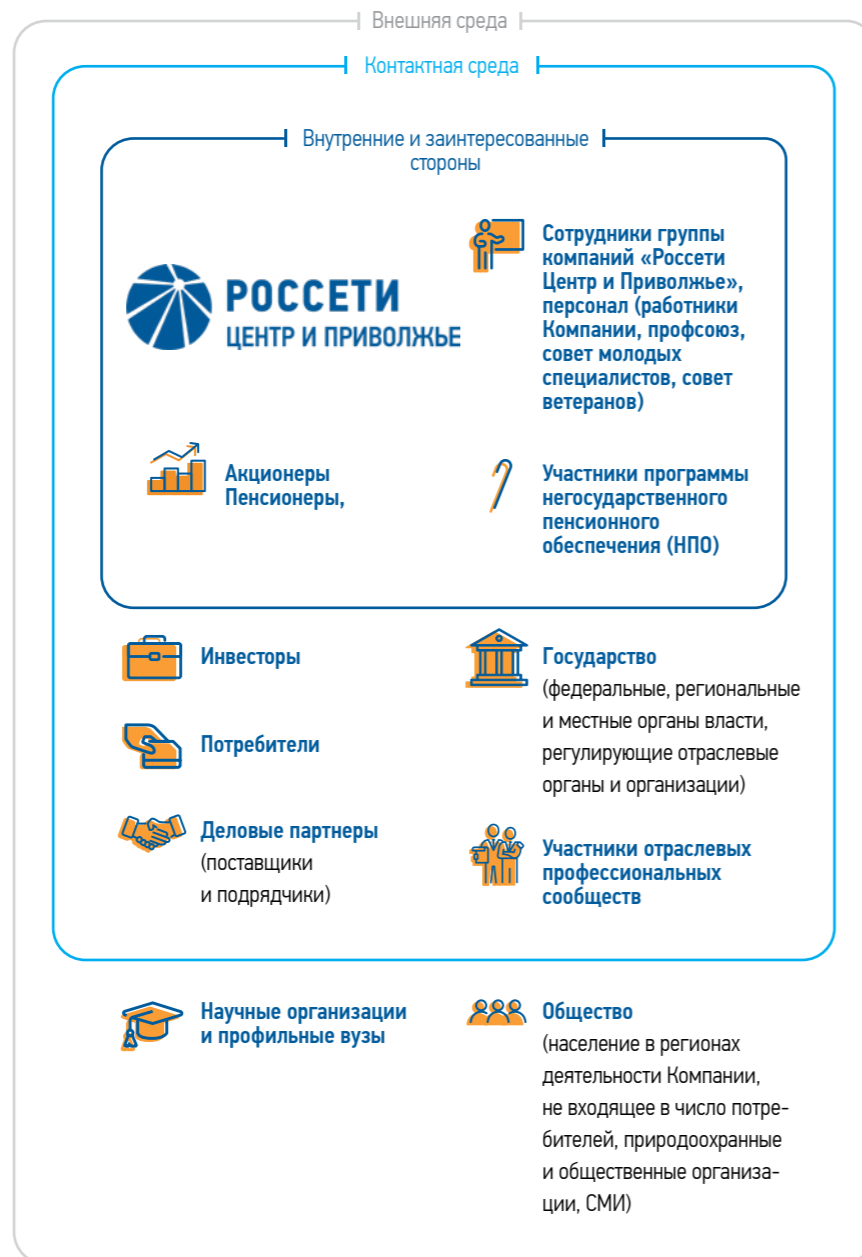 Внешняя среда
Контактная среда
Внутренние и заинтересованные
стороны
РОССЕТИ
ЦЕНТР И ПРИВОЛЖЬЕ
Сотрудники группы
компаний «Россети
Центр и Приволжье»,
персонал (работники
Компании, профсоюз,
совет молодых
специалистов, совет
ветеранов)
Акционеры
Пенсионеры,
Участники программы
негосударственного
пенсионного
обеспечения (НПО)
Инвесторы
Государство
(федеральные, региональные
и местные органы власти,
регулирующие отраслевые
органы и организации)
Потребители
Деловые партнеры
(поставщики
и подрядчики)
Участники отраслевых
профессиональных
сообществ
Научные организации
и профильные вузы
Общество
(население в регионах
деятельности Компании,
не входящее в число потре-
бителей, природоохранные
и общественные организа-
ции, СМИ)